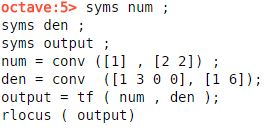 octave:5> syms num ;
syms den ;
syms output ;
num = conv ([1] , [2 2]) ;
den = conv  ([1 3 0 0], [1 6]);
output = tf ( num , den );
rlocus ( output)